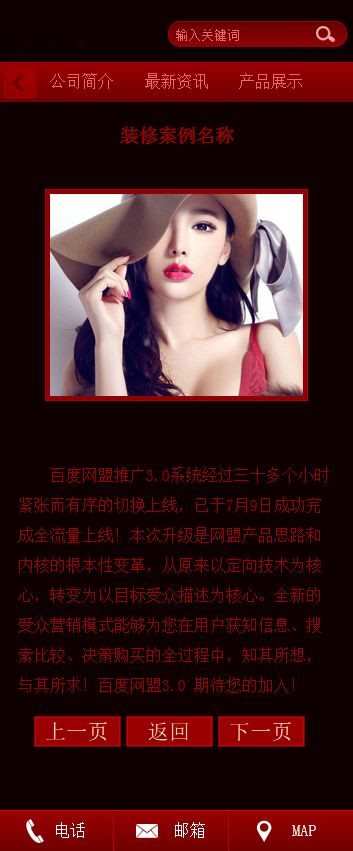 输入关键词
公司简介 最新资讯 产品展示
装修案例名称
百度网盟推广3.0系统经过三十多个小时
紧张而有序的切换上线，已于7月9日成功完
成全流量上线！本次升级是网盟产品思路和
内核的根本性变革，从原来以定向技术为核
心，转变为以目标受众描述为核心。全新的
受众营销模式能够为您在用户获知信息、搜
索比较、决策购买的全过程中，知其所想，
与其所求！百度网盟3.0 期待您的加入！
上一页 返回 下一页
电话 邮箱 MAP